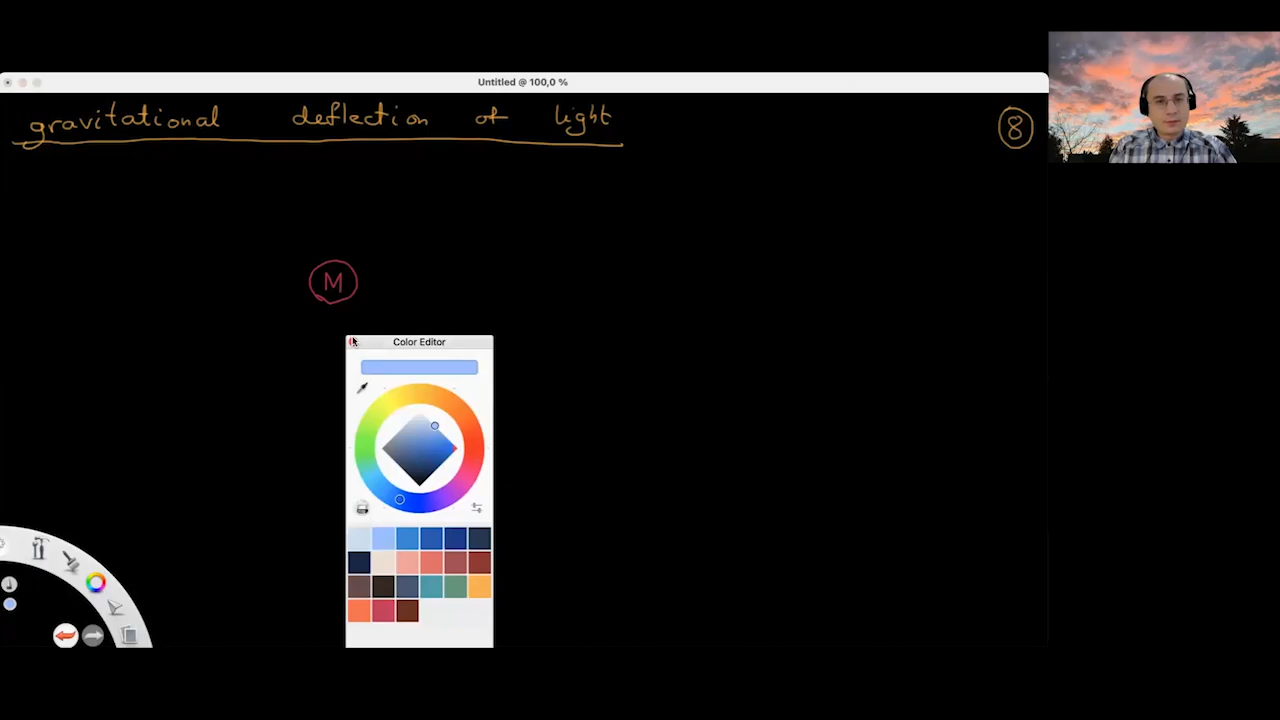 Untitled @ 100,0 %
gravitational deflection of light
8
M
Color Editor